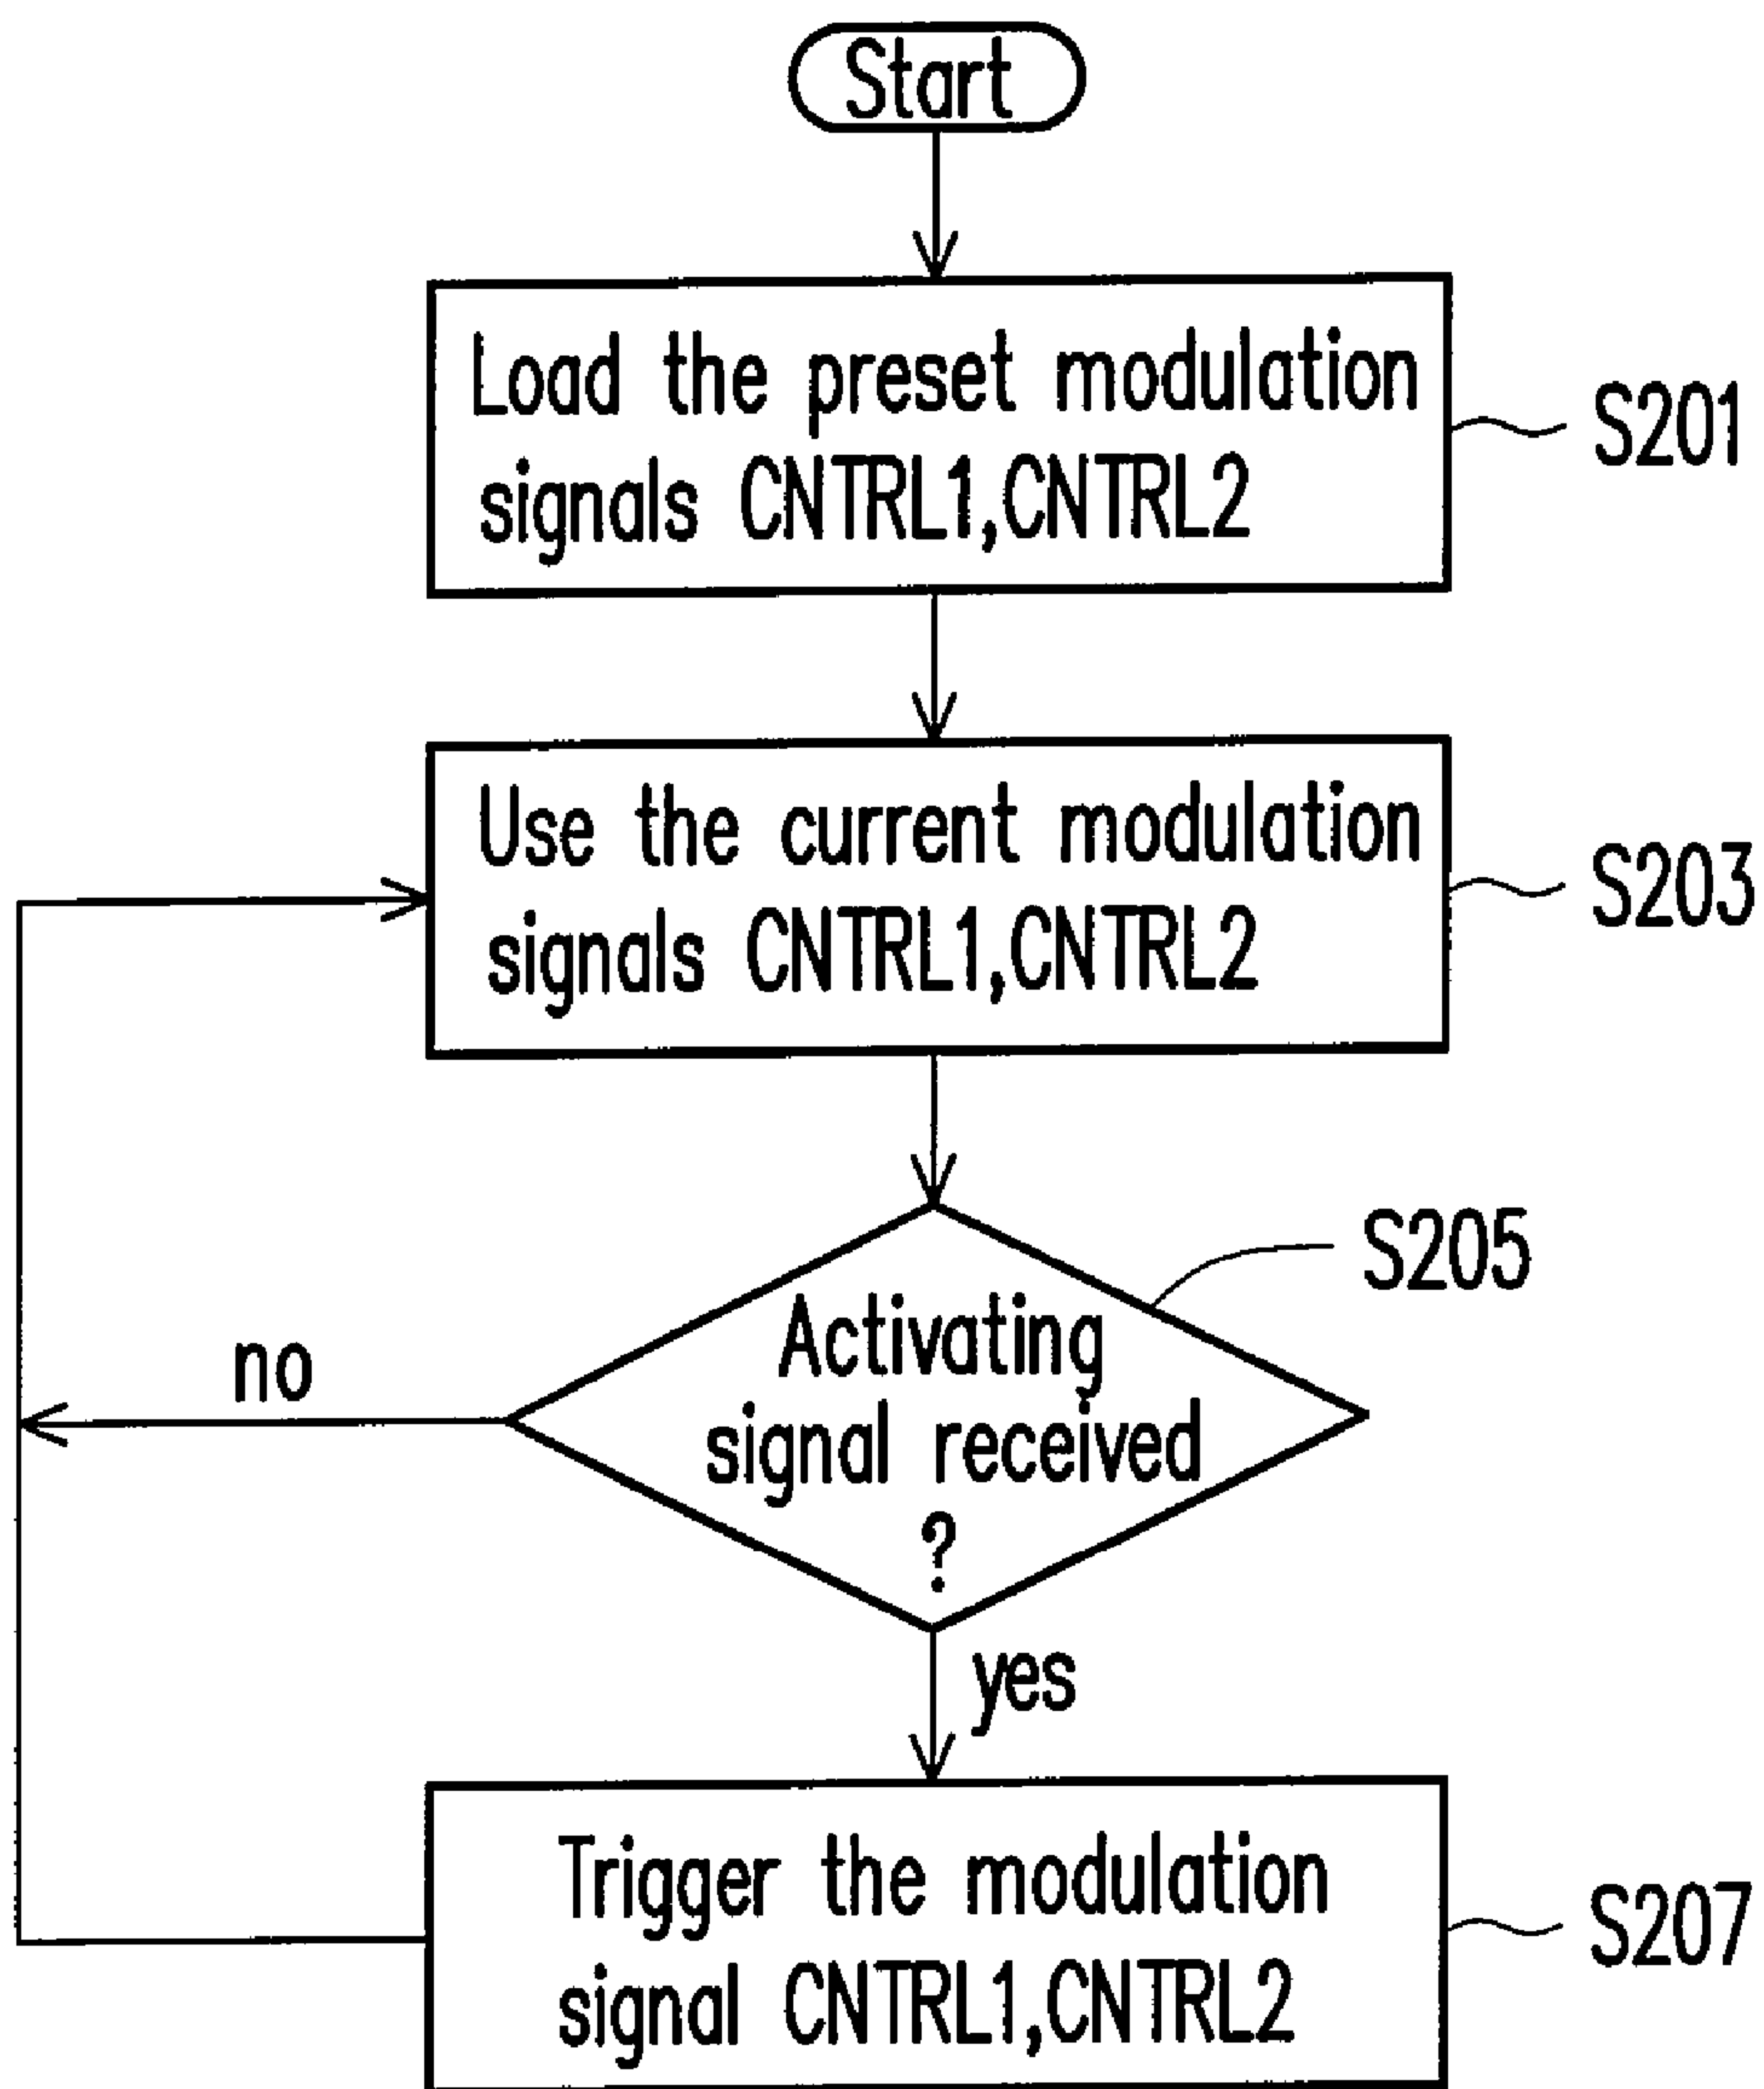 Start
Load the preset modulation
signals CNTRL1,CNTRL2
S201
Use the current modulation
signals CNTRL1,CNTRL2
S203
S205
Activating
signal received
?
no
yes
Trigger the modulation
signal CNTRL1,CNTRL2
S207